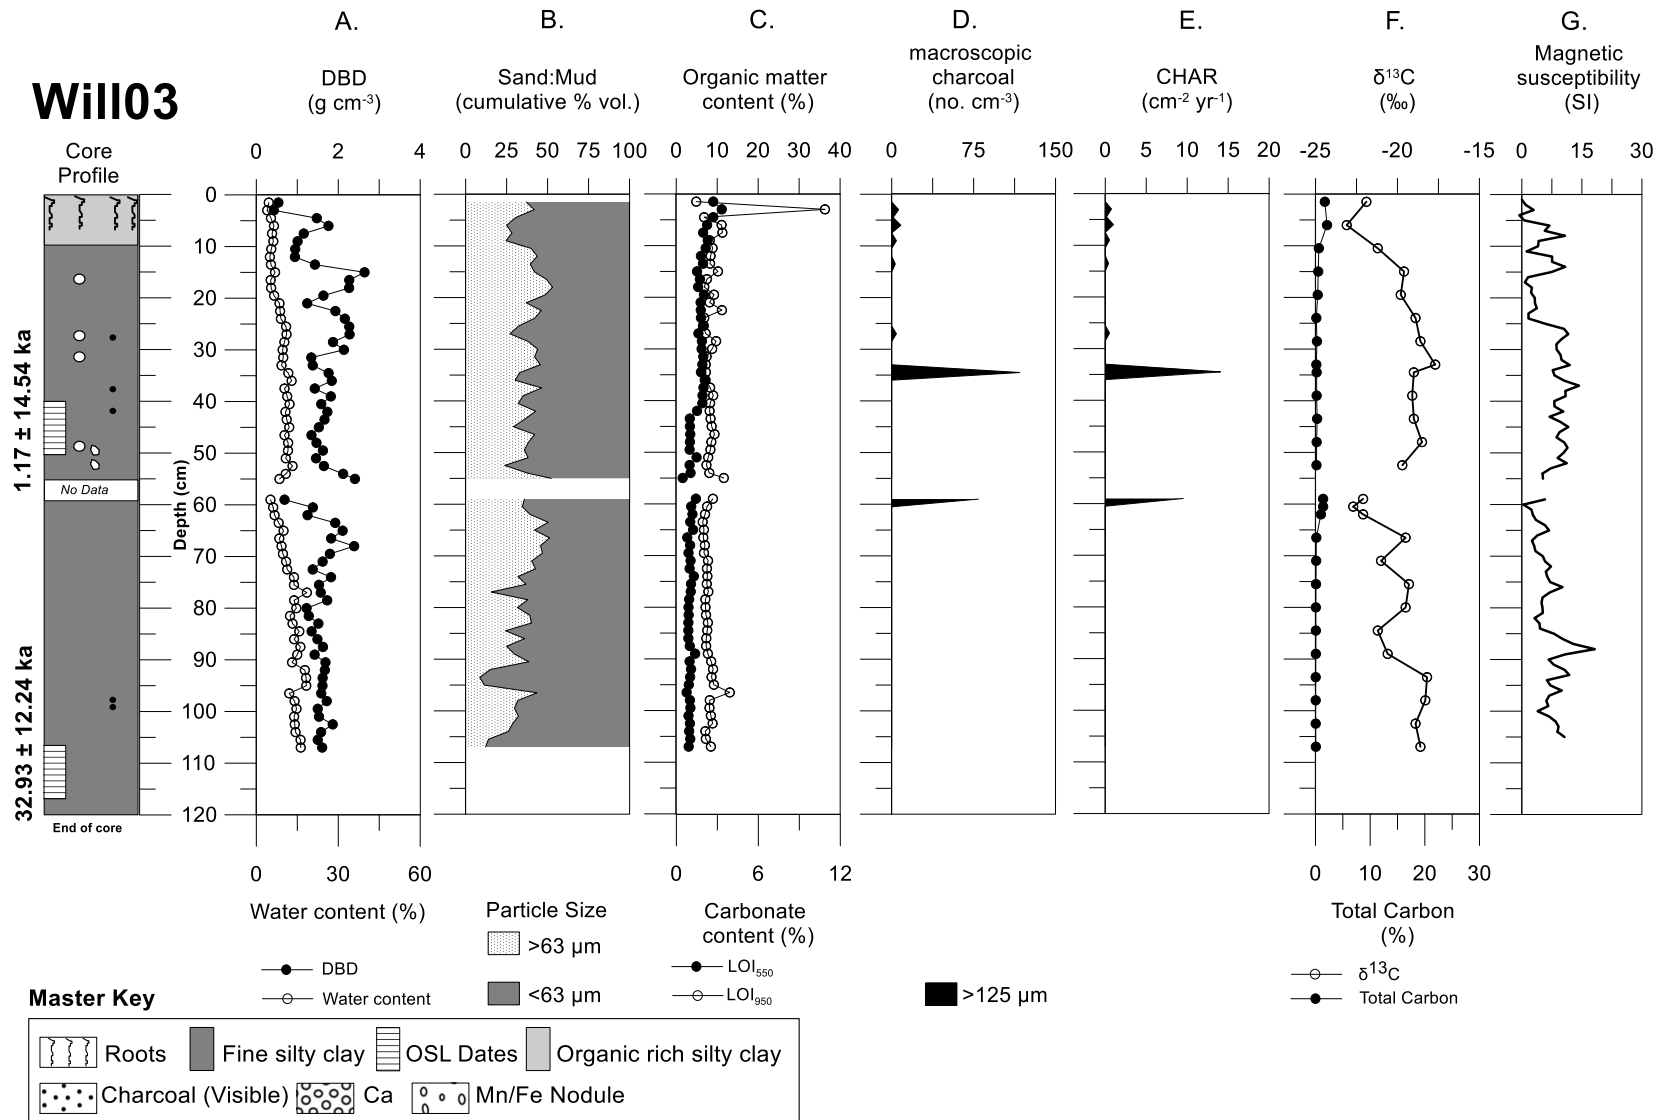 A.
B.
C.
D.
E.
F.
G.
Will03
DBD
(g cm-3)
Sand:Mud
(cumulative % vol.)
Organic matter
content (%)
macroscopic
charcoal
(no. cm-3)
CHAR
(cm-2 yr-1)
δ13C
(‰)
Magnetic
susceptibility
(SI)
Core
Profile
0 2 4
0 25 50 75 100
0 10 20 30 40
0 75 150
0 5 10 15 20
-25 -20 -15
0 15 30
0
10
20
30
40
50
60
70
80
90
100
110
120
Depth (cm)
1.17 ± 14.54 ka
32.93 ± 12.24 ka
No Data
End of core
0 30 60
0 6 12
0 10 20 30
Water content (%)
Particle Size
>63 μm
<63 μm
Carbonate
content (%)
Total Carbon
(%)
DBD
Water content
LOI550
LOI950
>125 μm
δ13C
Total Carbon
Master Key
Roots
Fine silty clay
OSL Dates
Organic rich silty clay
Charcoal (Visible)
Ca
Mn/Fe Nodule